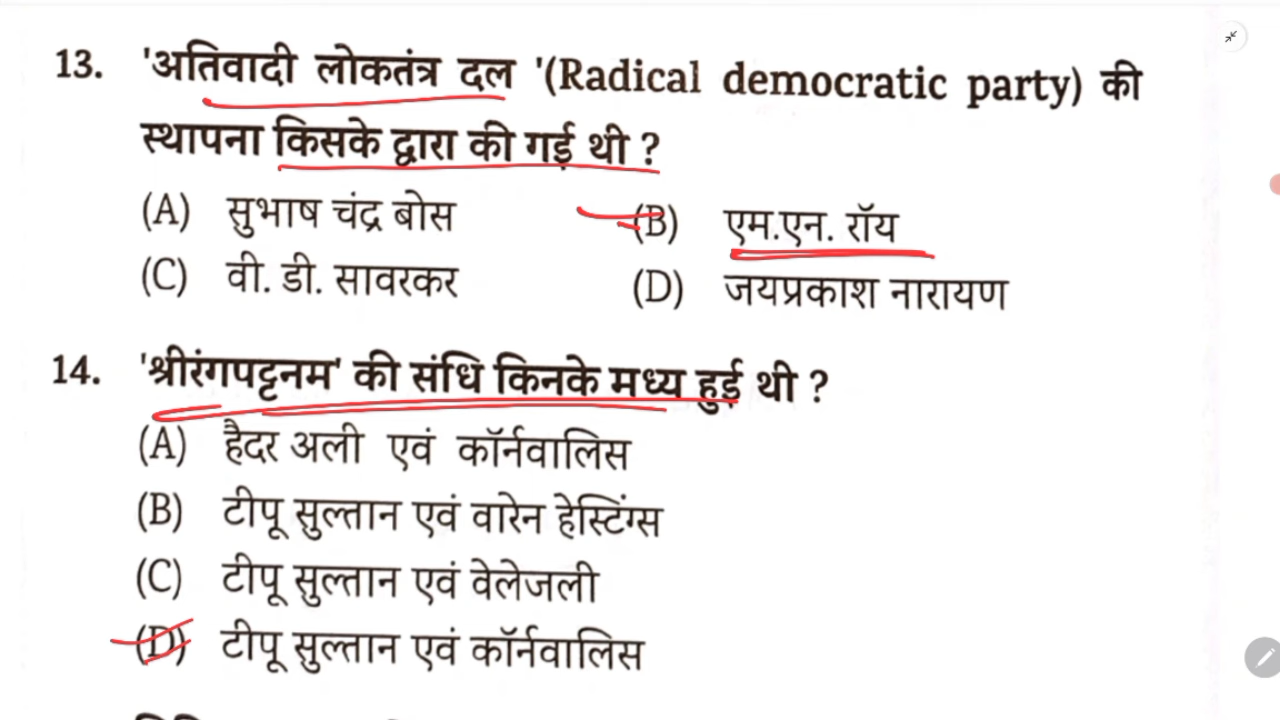 13. 'अतिवादी लोकतंत्र दल '(Radical democratic party) की
स्थापना किसके द्वारा की गई थी ?
(A) सुभाष चंद्र बोस (B) एम.एन. रॉय
(C) वी. डी. सावरकर (D) जयप्रकाश नारायण
14. 'श्रीरंगपट्टनम' की संधि किनके मध्य हुई थी ?
(A) हैदर अली एवं कॉर्नवालिस
(B) टीपू सुल्तान एवं वारेन हेस्टिंग्स
(C) टीपू सुल्तान एवं वेलेजली
(D) टीपू सुल्तान एवं कॉर्नवालिस